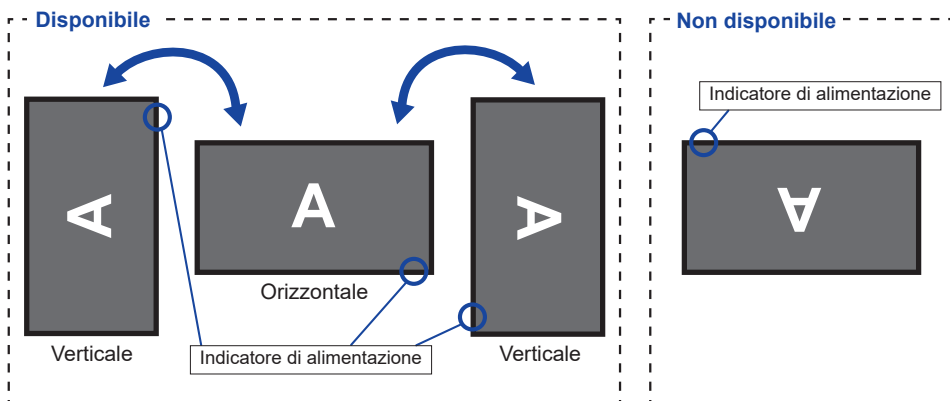 Disponibile
Non disponibile
Indicatore di alimentazione
A
A
A
A
Orizzontale
Verticale
Indicatore di alimentazione
Verticale